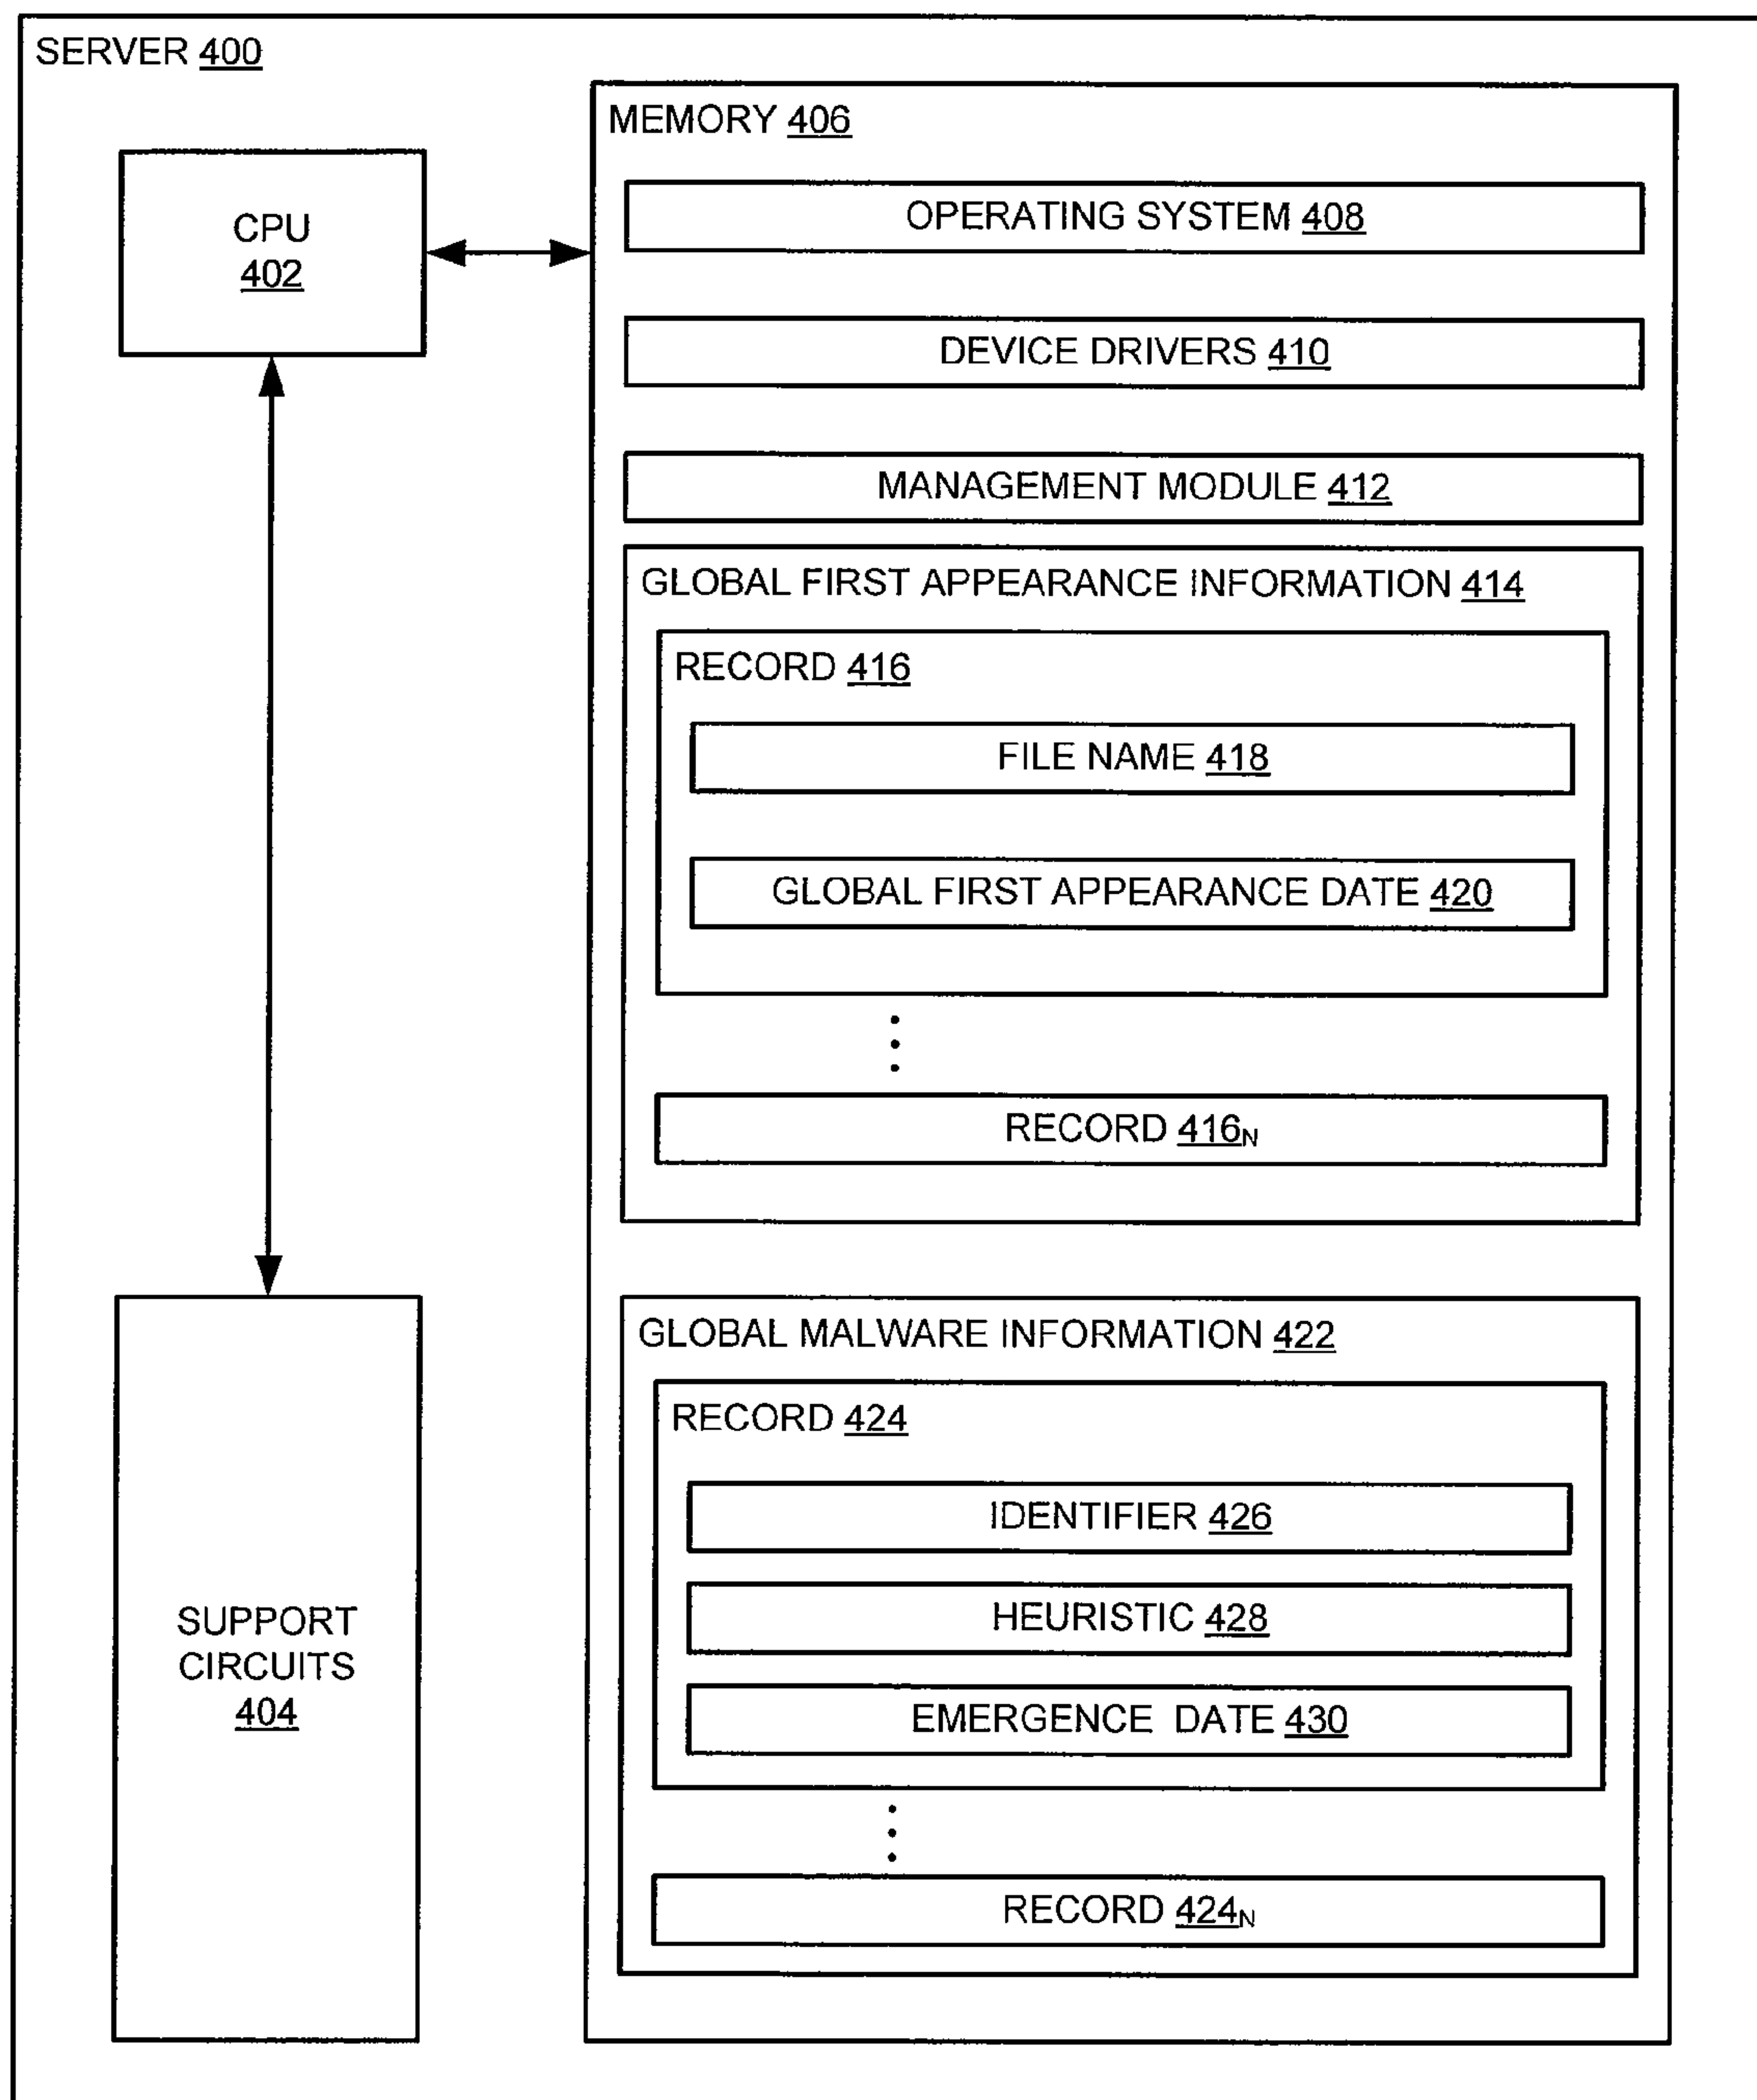 SERVER 400
MEMORY 406
CPU
402
OPERATING SYSTEM 408
DEVICE DRIVERS 410
MANAGEMENT MODULE 412
GLOBAL FIRST APPEARANCE INFORMATION 414
RECORD 416
FILE NAME 418
GLOBAL FIRST APPEARANCE DATE 420
RECORD 416N
GLOBAL MALWARE INFORMATION 422
RECORD 424
IDENTIFIER 426
HEURISTIC 428
EMERGENCE DATE 430
RECORD 424N
SUPPORT
CIRCUITS
404